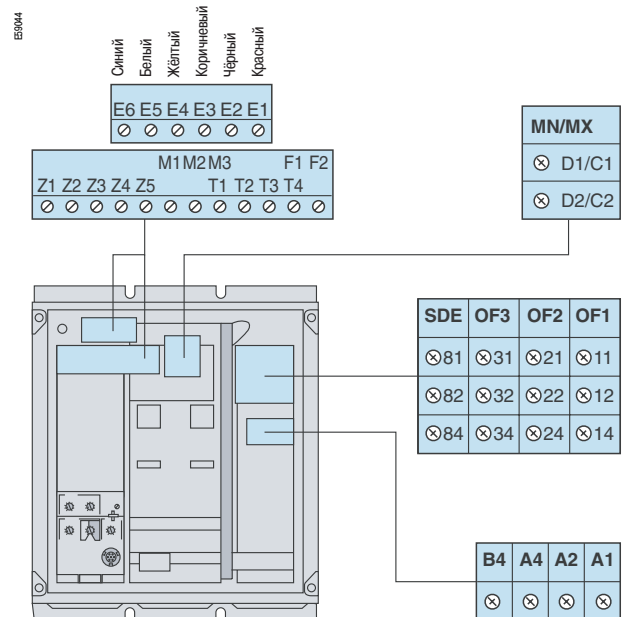 E59044
Синий Белый Жёлтый Коричневый Чёрный Красный
E6 E5 E4 E3 E2 E1
M1 M2 M3 F1 F2
Z1 Z2 Z3 Z4 Z5 T1 T2 T3 T4
MN/MX
D1/C1
D2/C2
SDE OF3 OF2 OF1
81 31 21 11
82 32 22 12
84 34 24 14
B4 A4 A2 A1